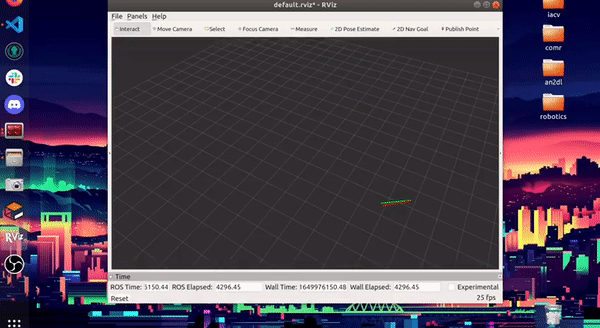 default.rviz* - RViz
File Panels Help
Interact Move Camera Select Focus Camera Measure 2D Pose Estimate 2D Nav Goal Publish Point
Time
ROS Time: 5150.44 ROS Elapsed: 4296.45 Wall Time: 1649976150.48 Wall Elapsed: 4296.45 Experimental
Reset 25 fps
RViz
iacv
comr
an2dl
robotics